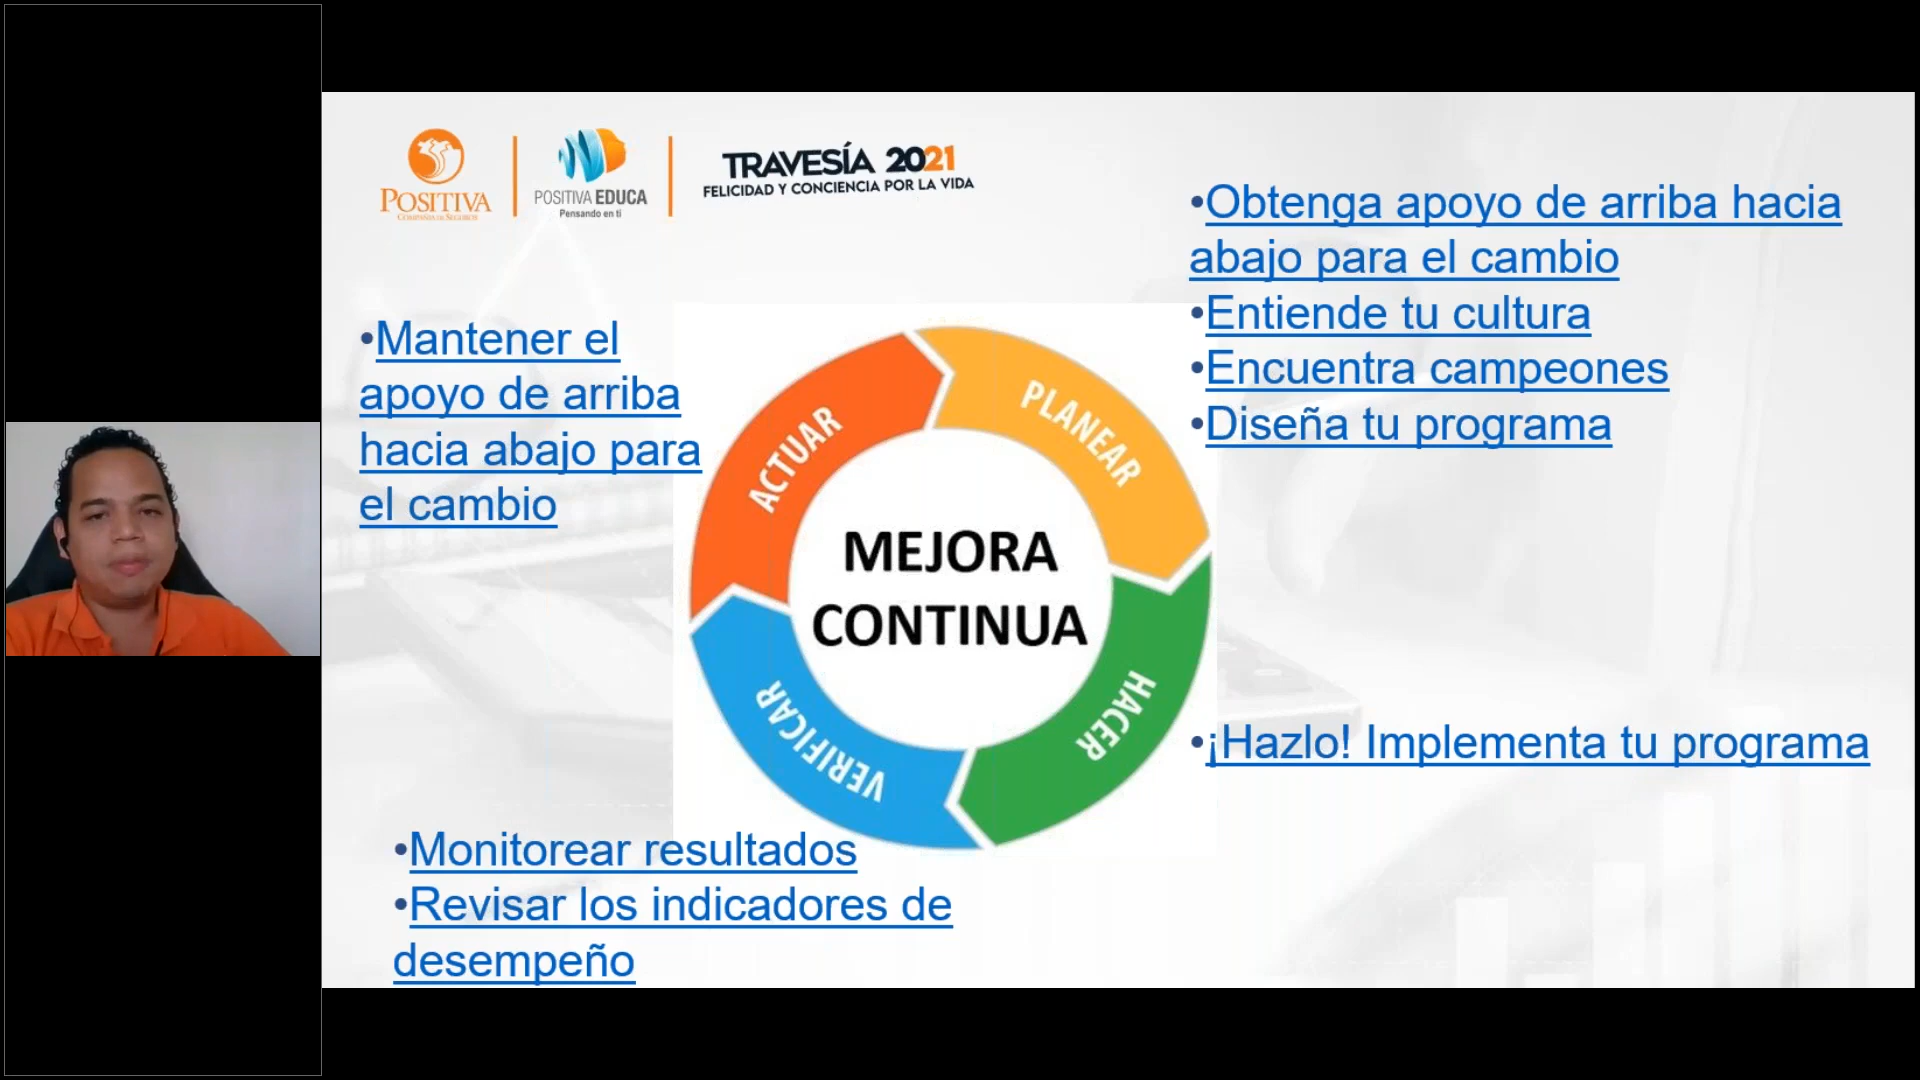 POSITIVA
COMPAÑÍA DE SEGUROS
POSITIVA EDUCA
Pensando en ti
TRAVESÍA 2021
FELICIDAD Y CONCIENCIA POR LA VIDA
•Obtenga apoyo de arriba hacia
abajo para el cambio
•Entiende tu cultura
•Encuentra campeones
•Diseña tu programa
•Mantener el
apoyo de arriba
hacia abajo para
el cambio
ACTUAR
PLANEAR
MEJORA
CONTINUA
VERIFICAR
HACER
•¡Hazlo! Implementa tu programa
•Monitorear resultados
•Revisar los indicadores de
desempeño